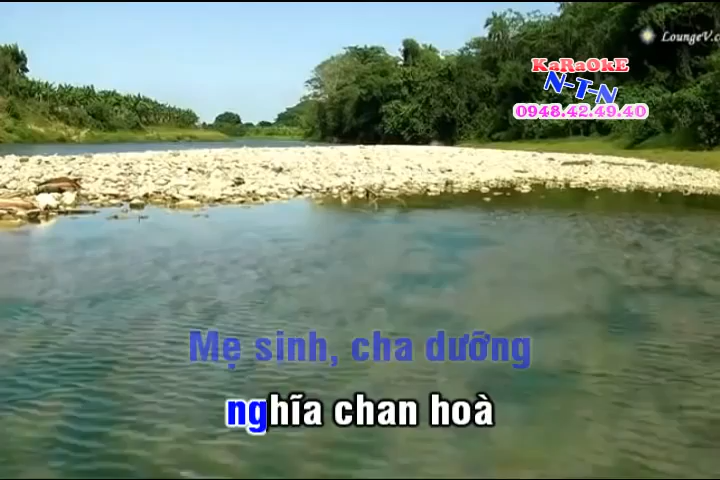 LoungeV.c
KaRaOkE
N-T-N
0948.42.49.40
Mẹ sinh, cha dưỡng
nghĩa chan hoà